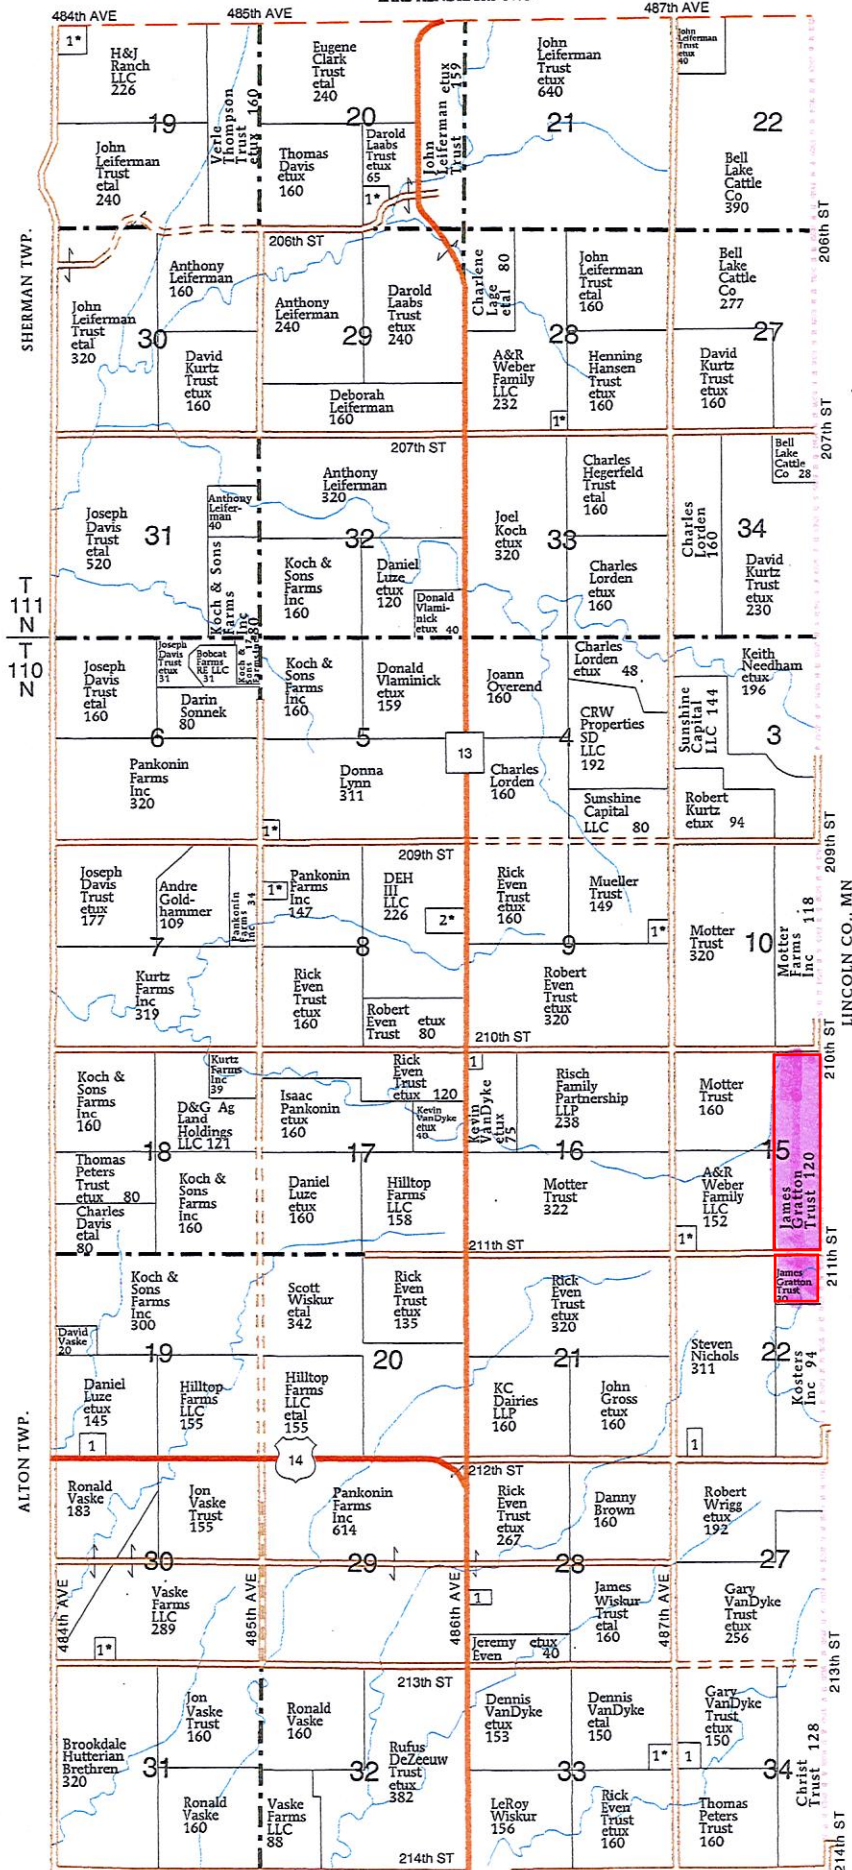 484th AVE
485th AVE
487th AVE
1*
H&J
Ranch
LLC
226
19
Verle
Thompson
Trust
etux 160
John
Leiferman
Trust
etal
240
Eugene
Clark
Trust
etal
240
20
Thomas
Davis
etux
160
Darold
Laabs
Trust
etux
65
1*
John
Leiferman etux
Trust 159
John
Leiferman
Trust
etux
640
21
John
Leiferman
Trust
etux
40
22
Bell
Lake
Cattle
Co
390
206th ST
206th ST
SHERMAN TWP.
Anthony
Leiferman
160
John
Leiferman
Trust
etal
320
30
David
Kurtz
Trust
etux
160
Anthony
Leiferman
240
29
Darold
Laabs
Trust
etux
240
Deborah
Leiferman
160
Charlene
Lage
etal 80
John
Leiferman
Trust
etal
160
28
A&R
Weber
Family
LLC
232
Henning
Hansen
Trust
etux
160
1*
Bell
Lake
Cattle
Co
277
27
David
Kurtz
Trust
etux
160
207th ST
207th ST
Joseph
Davis
Trust
etal
520
31
Anthony
Leifer-
man
40
Koch & Sons
Farms
Inc 80
Anthony
Leiferman
320
32
Koch &
Sons
Farms
Inc
160
Daniel
Luze
etux
120
Donald
Vlami-
nick
etux 40
Joel
Koch
etux
320
33
Charles
Hegerfeld
Trust
etal
160
Charles
Lorden
etux
160
Charles
Lorden
160
34
Bell
Lake
Cattle
Co 28
David
Kurtz
Trust
etux
230
T
111
N
T
110
N
Joseph
Davis
Trust
etal
160
Joseph
Davis
Trust
etux
31
Bobcat
Farms
RE LLC
31
Darin
Sonnek
80
6
Pankonin
Farms
Inc
320
Koch &
Sons
Farms
Inc
160
Donald
Vlaminick
etux
159
5
Donna
Lynn
311
1*
13
Joann
Overend
160
Charles
Lorden
etux 48
4
CRW
Properties
SD
LLC
192
Charles
Lorden
160
Sunshine
Capital
LLC 80
Sunshine
Capital
LLC 144
Keith
Needham
etux
196
3
Robert
Kurtz
etux 94
209th ST
209th ST
Joseph
Davis
Trust
etux
177
Andre
Gold-
hammer
109
Pankonin
Farms
Inc 34
7
Kurtz
Farms
Inc
319
1*
Pankonin
Farms
Inc
147
DEH
III
LLC
226
2*
8
Rick
Even
Trust
etux
160
Robert
Even etux
Trust 80
Rick
Even
Trust
etux
160
Mueller
Trust
149
1*
9
Robert
Even
Trust
etux
320
Motter
Trust
320
10
Motter
Farms
Inc 118
LINCOLN CO., MN
210th ST
210th ST
Koch &
Sons
Farms
Inc
160
Kurtz
Farms
Inc
39
D&G Ag
Land
Holdings
LLC 121
18
Thomas
Peters
Trust
etux 80
Charles
Davis
etal
80
Koch &
Sons
Farms
Inc
160
Isaac
Pankonin
etux
160
Rick
Even
Trust
etux 120
Kevin
VanDyke
etux
40
17
Daniel
Luze
etux
160
Hilltop
Farms
LLC
158
1
Kevin
VanDyke
etux
75
Risch
Family
Partnership
LLP
238
16
Motter
Trust
322
Motter
Trust
160
15
A&R
Weber
Family
LLC
152
1*
James
Gratton
Trust 120
211th ST
211th ST
Koch &
Sons
Farms
Inc
300
David
Vaske
20
19
Daniel
Luze
etux
145
1
Hilltop
Farms
LLC
155
Scott
Wiskur
etal
342
Rick
Even
Trust
etux
135
20
Hilltop
Farms
LLC
etal
155
14
Rick
Even
Trust
etux
320
21
KC
Dairies
LLP
160
John
Gross
etux
160
Steven
Nichols
311
1
22
James
Gratton
Trust
Kosters
Inc 94
ALTON TWP.
212th ST
Ronald
Vaske
183
Jon
Vaske
Trust
155
30
Vaske
Farms
LLC
289
1*
484th AVE
485th AVE
Pankonin
Farms
Inc
614
29
486th AVE
Rick
Even
Trust
etux
267
Danny
Brown
160
28
1
James
Wiskur
Trust
etal
160
Jeremy etux
Even 40
487th AVE
Robert
Wrigg
etux
192
27
Gary
VanDyke
Trust
etux
256
213th ST
213th ST
Brookdale
Hutterian
Brethren
320
Jon
Vaske
Trust
160
31
Ronald
Vaske
160
Ronald
Vaske
160
32
Vaske
Farms
LLC
88
Rufus
DeZeeuw
Trust
etux
382
Dennis
VanDyke
etux
153
Dennis
VanDyke
etal
150
1*
33
LeRoy
Wiskur
156
Rick
Even
Trust
etux
160
1
Gary
VanDyke
Trust
etux
150
34
Thomas
Peters
Trust
160
Christ
Trust 128
214th ST
214th ST